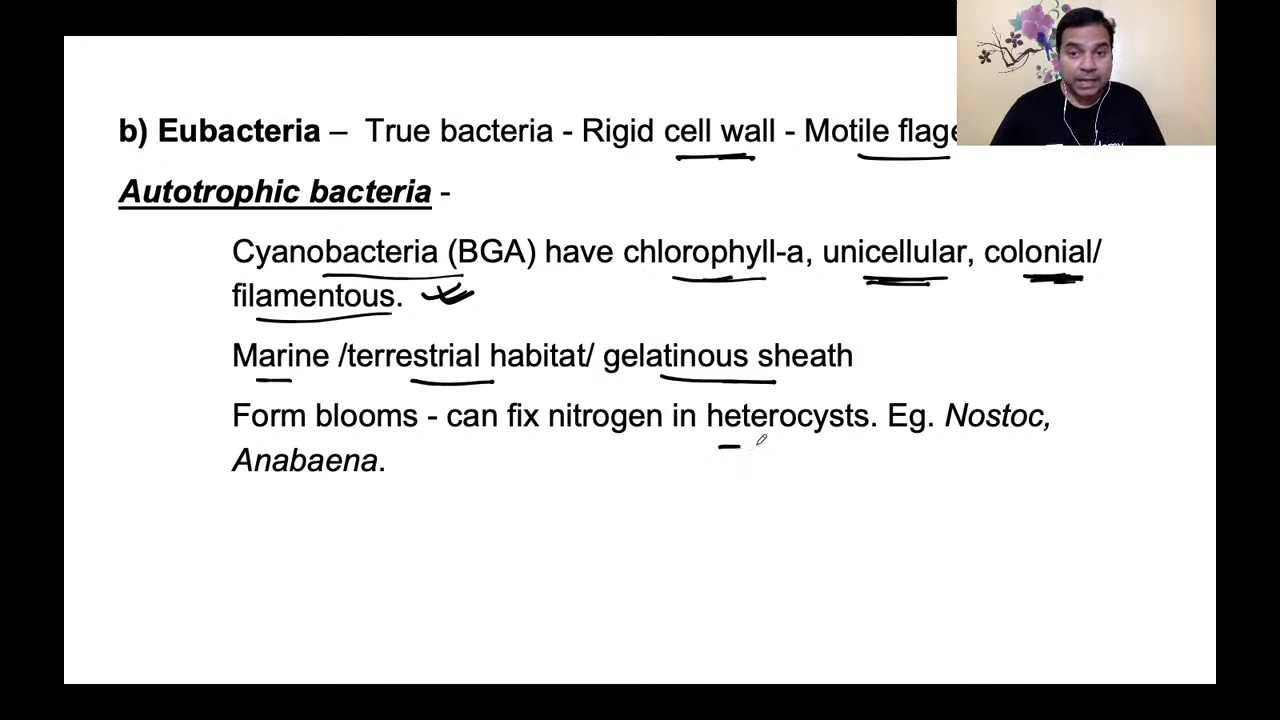 b) Eubacteria – True bacteria - Rigid cell wall - Motile flage
Autotrophic bacteria -
Cyanobacteria (BGA) have chlorophyll-a, unicellular, colonial/
filamentous.
Marine /terrestrial habitat/ gelatinous sheath
Form blooms - can fix nitrogen in heterocysts. Eg. Nostoc,
Anabaena.